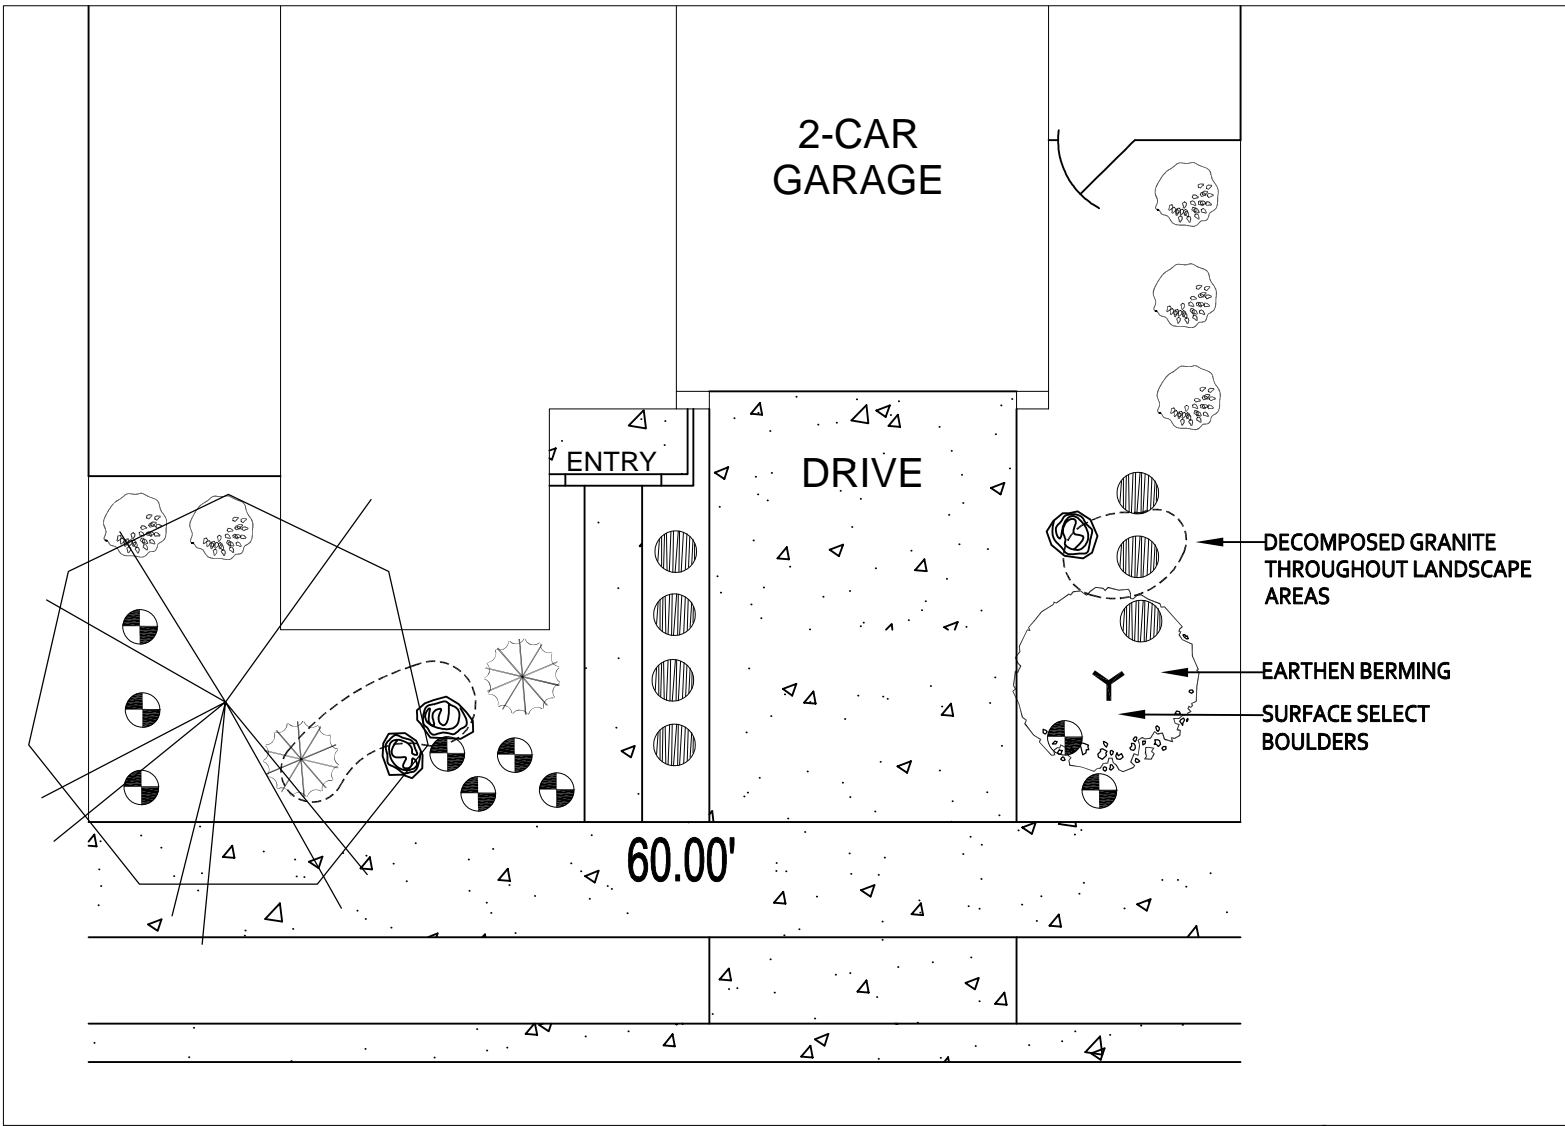 2-CAR
GARAGE
ENTRY
DRIVE
DECOMPOSED GRANITE
THROUGHOUT LANDSCAPE
AREAS
EARTHEN BERMING
SURFACE SELECT
BOULDERS
60.00'